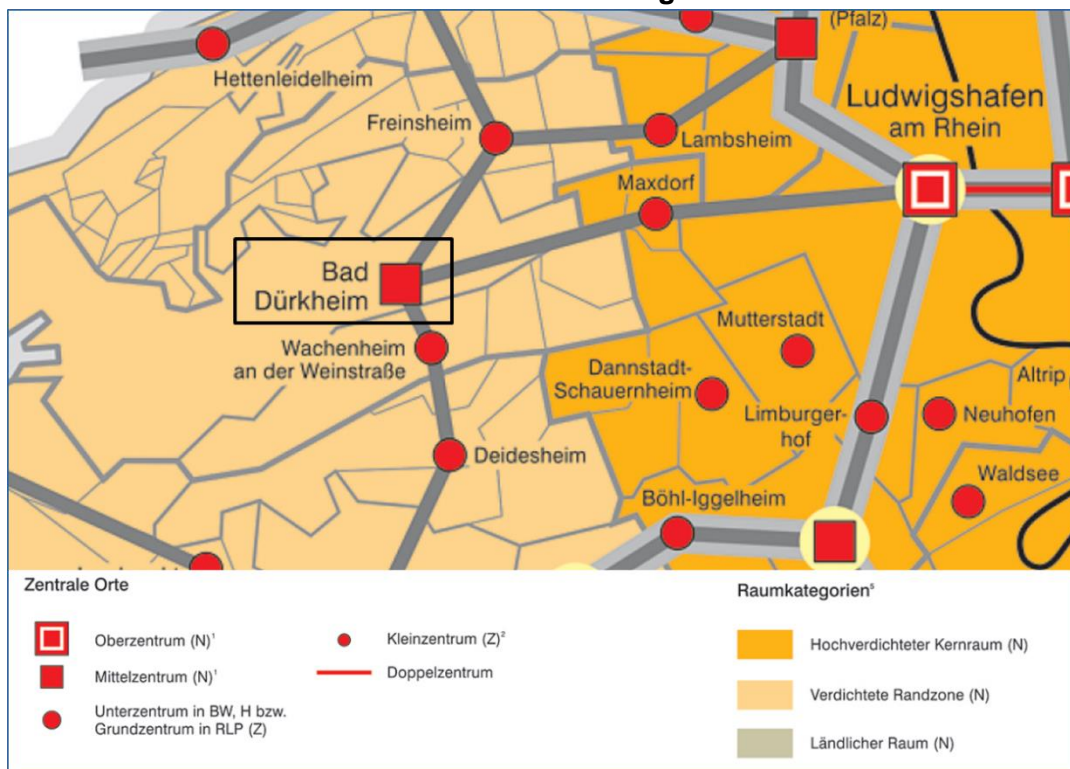 (Pfalz)
Hettenleidelheim
Ludwigshafen
am Rhein
Freinsheim
Lambsheim
Maxdorf
Bad
Dürkheim
Mutterstadt
Wachenheim
an der Weinstraße
Dannstadt-
Schauernheim
Altrip
Limburger-
hof
Neuhofen
Deidesheim
Waldsee
Böhl-Iggelheim
Zentrale Orte
Oberzentrum (N)¹
Mittelzentrum (N)¹
Unterzentrum in BW, H bzw.
Grundzentrum in RLP (Z)
Kleinzentrum (Z)²
Doppelzentrum
Raumkategorien⁵
Hochverdichteter Kernraum (N)
Verdichtete Randzone (N)
Ländlicher Raum (N)